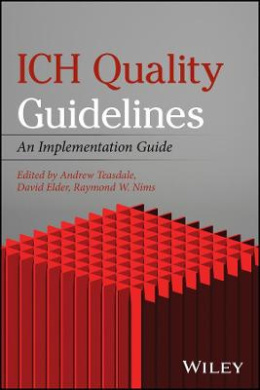 ICH Quality
Guidelines
An Implementation Guide
Edited by Andrew Teasdale,
David Elder, Raymond W. Nims
WILEY